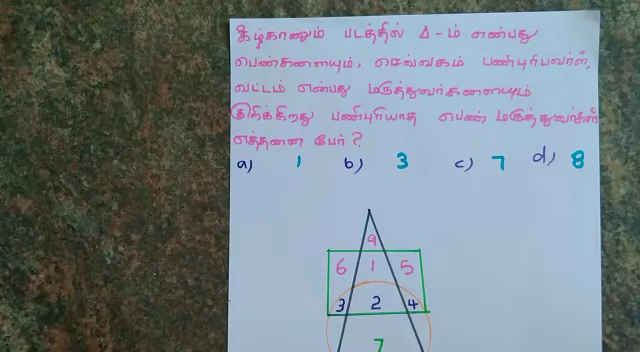 கீழ்காணும் படத்தில் Δ-ம் என்பது
பெண்களையும், செவ்வகம் பணிபுரிபவர்கள்,
வட்டம் என்பது மருத்துவர்களையும்
குறிக்கிறது பணிபுரியாத பெண் மருத்துவர்கள்
எத்தனை பேர்?
a) 1 b) 3 c) 7 d) 8
9
6 1 5
3 2 4
7